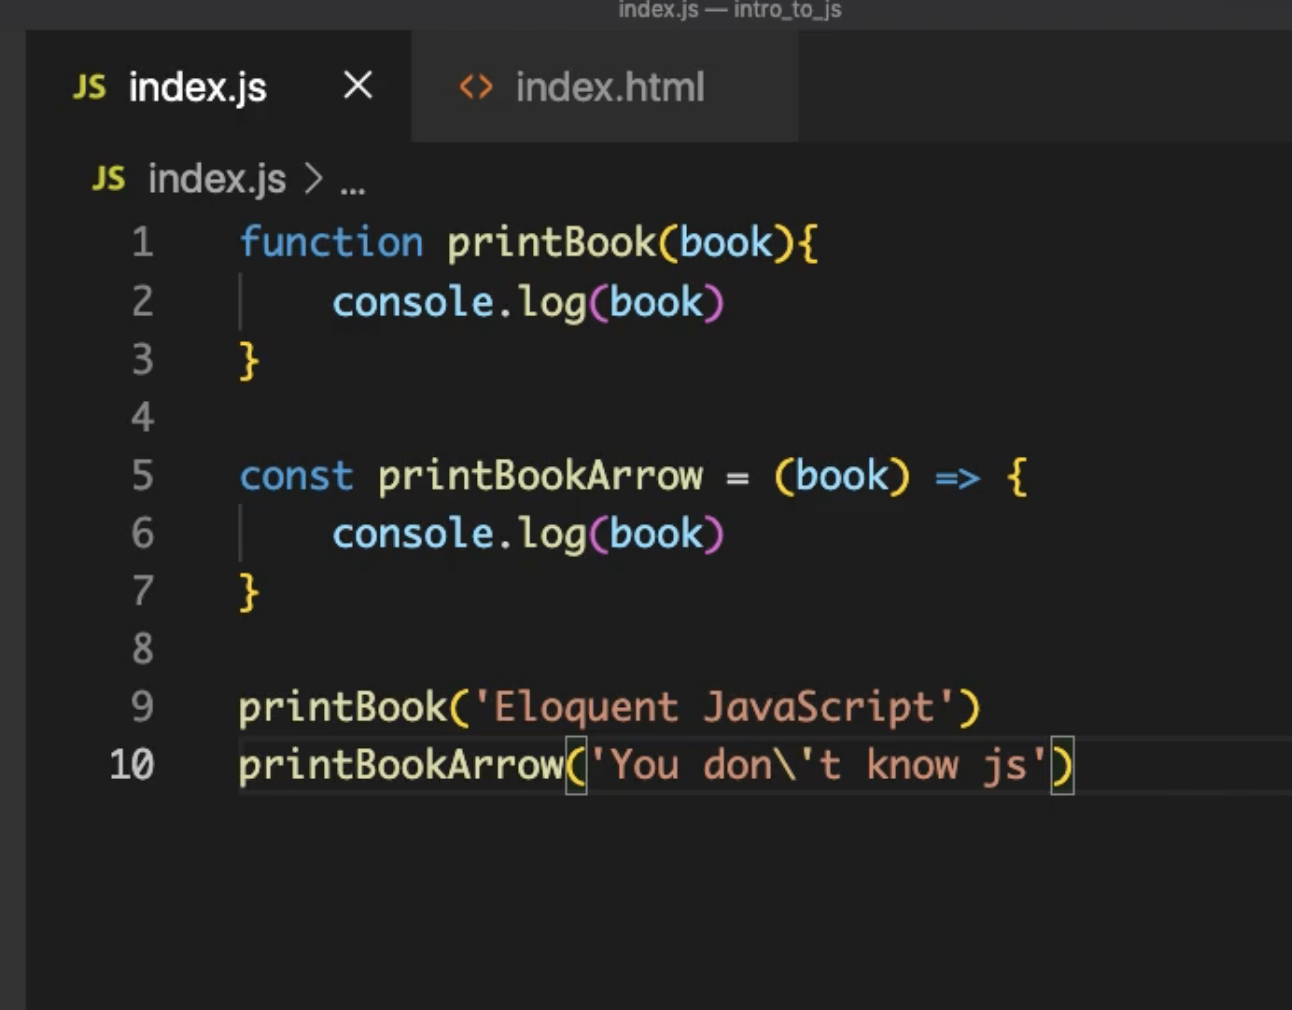 index.js — intro_to_js
JS index.js × <> index.html
JS index.js > ...
1 function printBook(book){
2     console.log(book)
3 }
4
5 const printBookArrow = (book) => {
6     console.log(book)
7 }
8
9 printBook('Eloquent JavaScript')
10 printBookArrow('You don\'t know js')